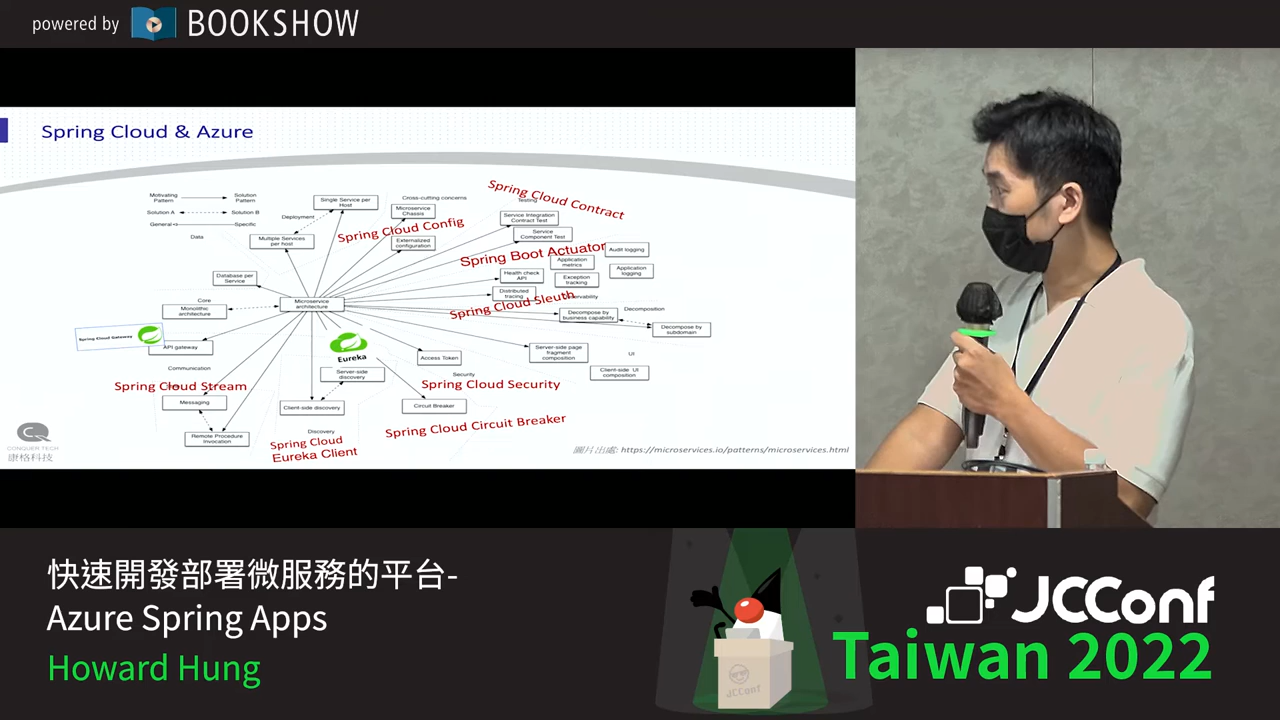 powered by BOOKSHOW
Spring Cloud & Azure
Motivating Pattern
Solution Pattern
Solution A
Solution B
General
Specific
Data
Deployment
Single Service per Host
Multiple Services per host
Cross-cutting concerns
Microservice Chassis
Spring Cloud Config
Externalized configuration
Spring Cloud Contract
Testing
Service Integration Contract Test
Service Component Test
Spring Boot Actuator
Audit logging
Application metrics
Application logging
Health check API
Exception tracking
Distributed tracing
Spring Cloud Sleuth
Database per Service
Core
Monolithic architecture
Microservice architecture
Decompose by business capability
Decomposition
Decompose by subdomain
Spring Cloud Gateway
API gateway
Eureka
Server-side discovery
Access Token
Security
Spring Cloud Security
Server-side page fragment composition
UI
Client-side UI composition
Communication
Spring Cloud Stream
Messaging
Remote Procedure Invocation
Client-side discovery
Discovery
Spring Cloud
Eureka Client
Circuit Breaker
Spring Cloud Circuit Breaker
CONQUER TECH
康格科技
圖片出處: https://microservices.io/patterns/microservices.html
快速開發部署微服務的平台-
Azure Spring Apps
Howard Hung
JCConf
JCConf
Taiwan 2022